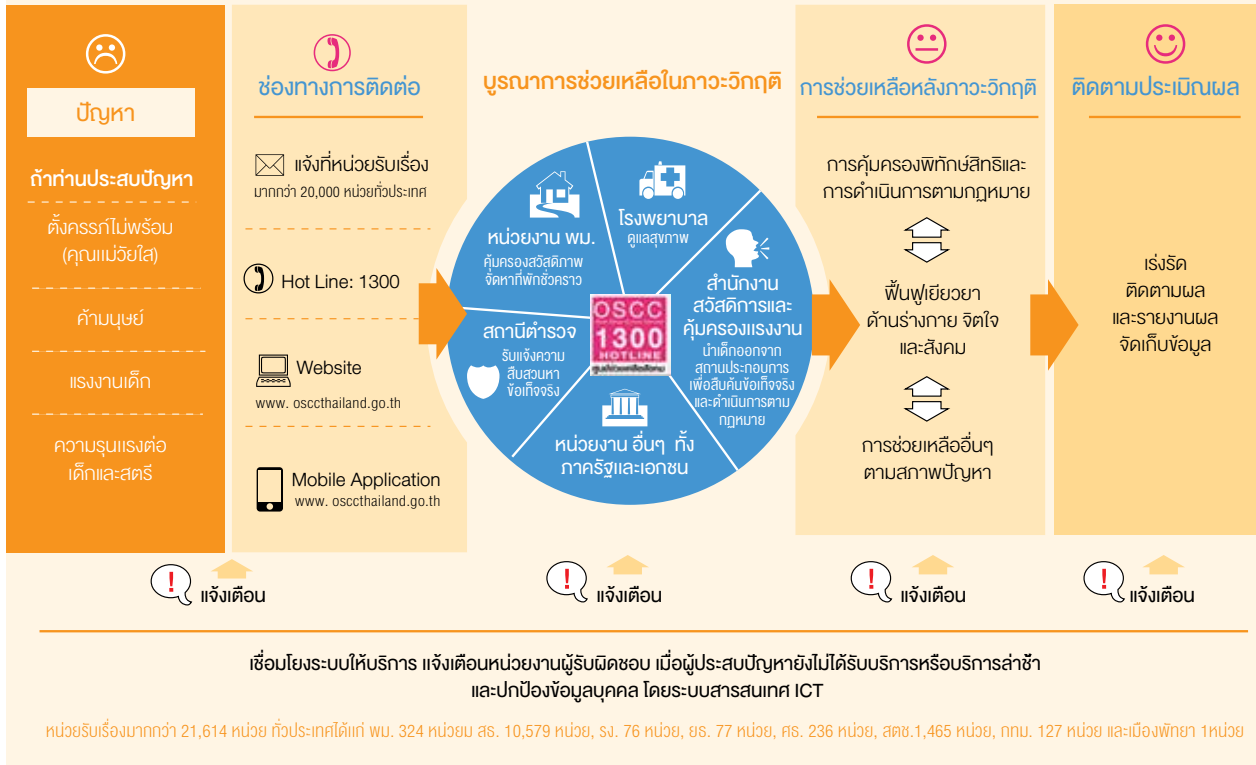 ปัญหา
ถ้าท่านประสบปัญหา
ตั้งครรภ์ไม่พร้อม
(คุณแม่วัยใส)
ค้ามนุษย์
แรงงานเด็ก
ความรุนแรงต่อ
เด็กและสตรี
ช่องทางการติดต่อ
แจ้งที่หน่วยรับเรื่อง
มากกว่า 20,000 หน่วยทั่วประเทศ
Hot Line: 1300
Website
www. osccthailand.go.th
Mobile Application
www. osccthailand.go.th
บูรณาการช่วยเหลือในภาวะวิกฤติ
หน่วยงาน พม.
คุ้มครองสวัสดิภาพ
จัดหาที่พักชั่วคราว
โรงพยาบาล
ดูแลสุขภาพ
สำนักงาน
สวัสดิการและ
คุ้มครองแรงงาน
นำเด็กออกจาก
สถานประกอบการ
เพื่อสืบค้นข้อเท็จจริง
และดำเนินการตาม
กฎหมาย
สถานีตำรวจ
รับแจ้งความ
สืบสวนหา
ข้อเท็จจริง
OSCC
1300
HOTLINE
ศูนย์ช่วยเหลือสังคม
หน่วยงาน อื่นๆ ทั้ง
ภาครัฐและเอกชน
การช่วยเหลือหลังภาวะวิกฤติ
การคุ้มครองพิทักษ์สิทธิและ
การดำเนินการตามกฎหมาย
ฟื้นฟูเยียวยา
ด้านร่างกาย จิตใจ
และสังคม
การช่วยเหลืออื่นๆ
ตามสภาพปัญหา
ติดตามประเมินผล
เร่งรัด
ติดตามผล
และรายงานผล
จัดเก็บข้อมูล
! แจ้งเตือน
! แจ้งเตือน
! แจ้งเตือน
! แจ้งเตือน
เชื่อมโยงระบบให้บริการ แจ้งเตือนหน่วยงานผู้รับผิดชอบ เมื่อผู้ประสบปัญหายังไม่ได้รับบริการหรือบริการล่าช้า
และปกป้องข้อมูลบุคคล โดยระบบสารสนเทศ ICT
หน่วยรับเรื่องมากกว่า 21,614 หน่วย ทั่วประเทศได้แก่ พม. 324 หน่วยม สธ. 10,579 หน่วย, รง. 76 หน่วย, ยธ. 77 หน่วย, ศธ. 236 หน่วย, สตช.1,465 หน่วย, กทม. 127 หน่วย และเมืองพัทยา 1หน่วย